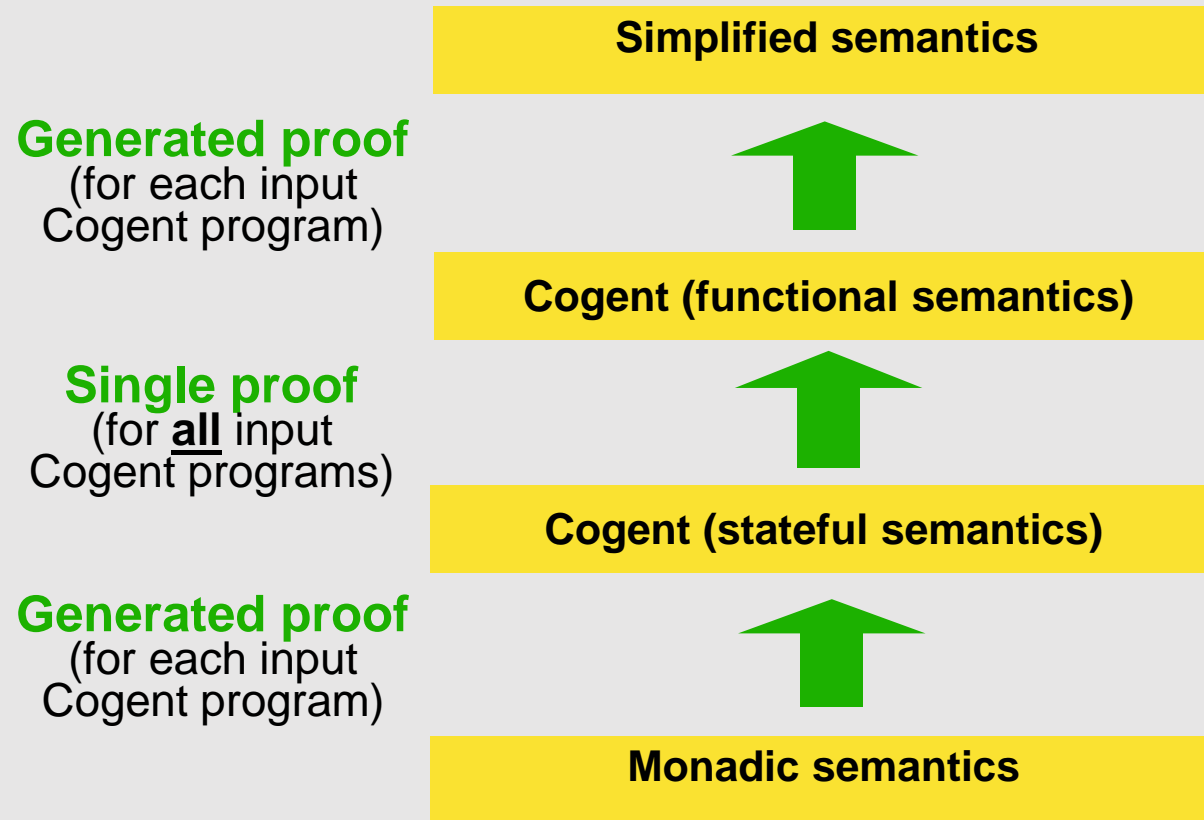 Simplified semantics
Generated proof
(for each input
Cogent program)
Cogent (functional semantics)
Single proof
(for all input
Cogent programs)
Cogent (stateful semantics)
Generated proof
(for each input
Cogent program)
Monadic semantics